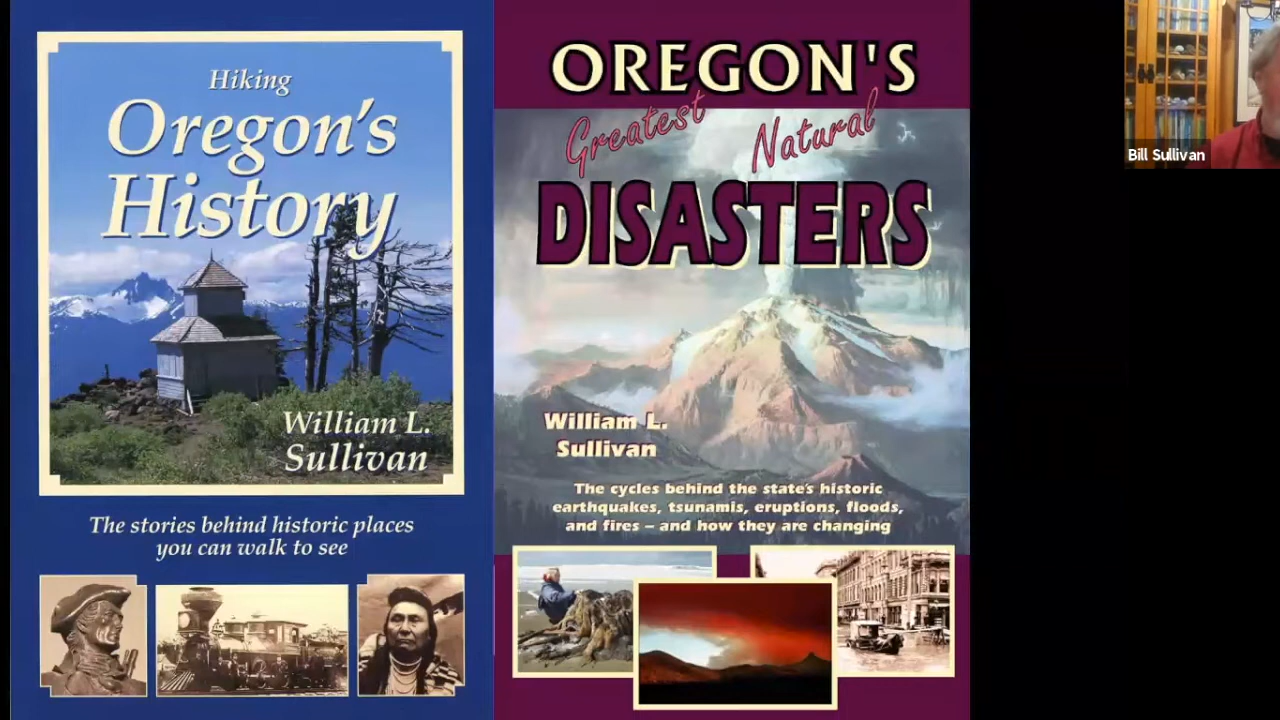 Hiking
Oregon's
History
William L.
Sullivan
The stories behind historic places
you can walk to see
OREGON'S
Greatest Natural
DISASTERS
William L.
Sullivan
The cycles behind the state's historic
earthquakes, tsunamis, eruptions, floods,
and fires – and how they are changing
Bill Sullivan